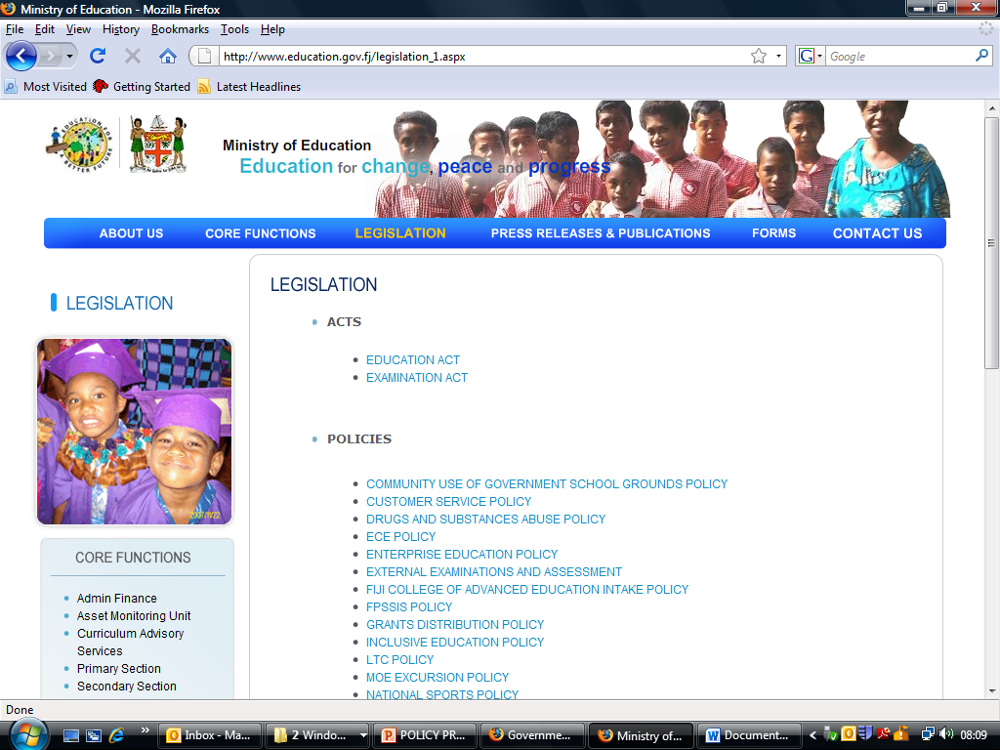 Ministry of Education - Mozilla Firefox
File Edit View History Bookmarks Tools Help
http://www.education.gov.fj/legislation_1.aspx
G Google
Most Visited Getting Started Latest Headlines
EDUCATION FOR A BETTER FUTURE
Ministry of Education
Education for change, peace and progress
ABOUT US CORE FUNCTIONS LEGISLATION PRESS RELEASES & PUBLICATIONS FORMS CONTACT US
LEGISLATION
CORE FUNCTIONS
Admin Finance
Asset Monitoring Unit
Curriculum Advisory
Services
Primary Section
Secondary Section
LEGISLATION
ACTS
EDUCATION ACT
EXAMINATION ACT
POLICIES
COMMUNITY USE OF GOVERNMENT SCHOOL GROUNDS POLICY
CUSTOMER SERVICE POLICY
DRUGS AND SUBSTANCES ABUSE POLICY
ECE POLICY
ENTERPRISE EDUCATION POLICY
EXTERNAL EXAMINATIONS AND ASSESSMENT
FIJI COLLEGE OF ADVANCED EDUCATION INTAKE POLICY
FPSSIS POLICY
GRANTS DISTRIBUTION POLICY
INCLUSIVE EDUCATION POLICY
LTC POLICY
MOE EXCURSION POLICY
NATIONAL SPORTS POLICY
Done
Inbox - Ma... 2 Windo... POLICY PR... Governme... Ministry of... Document... 08:09